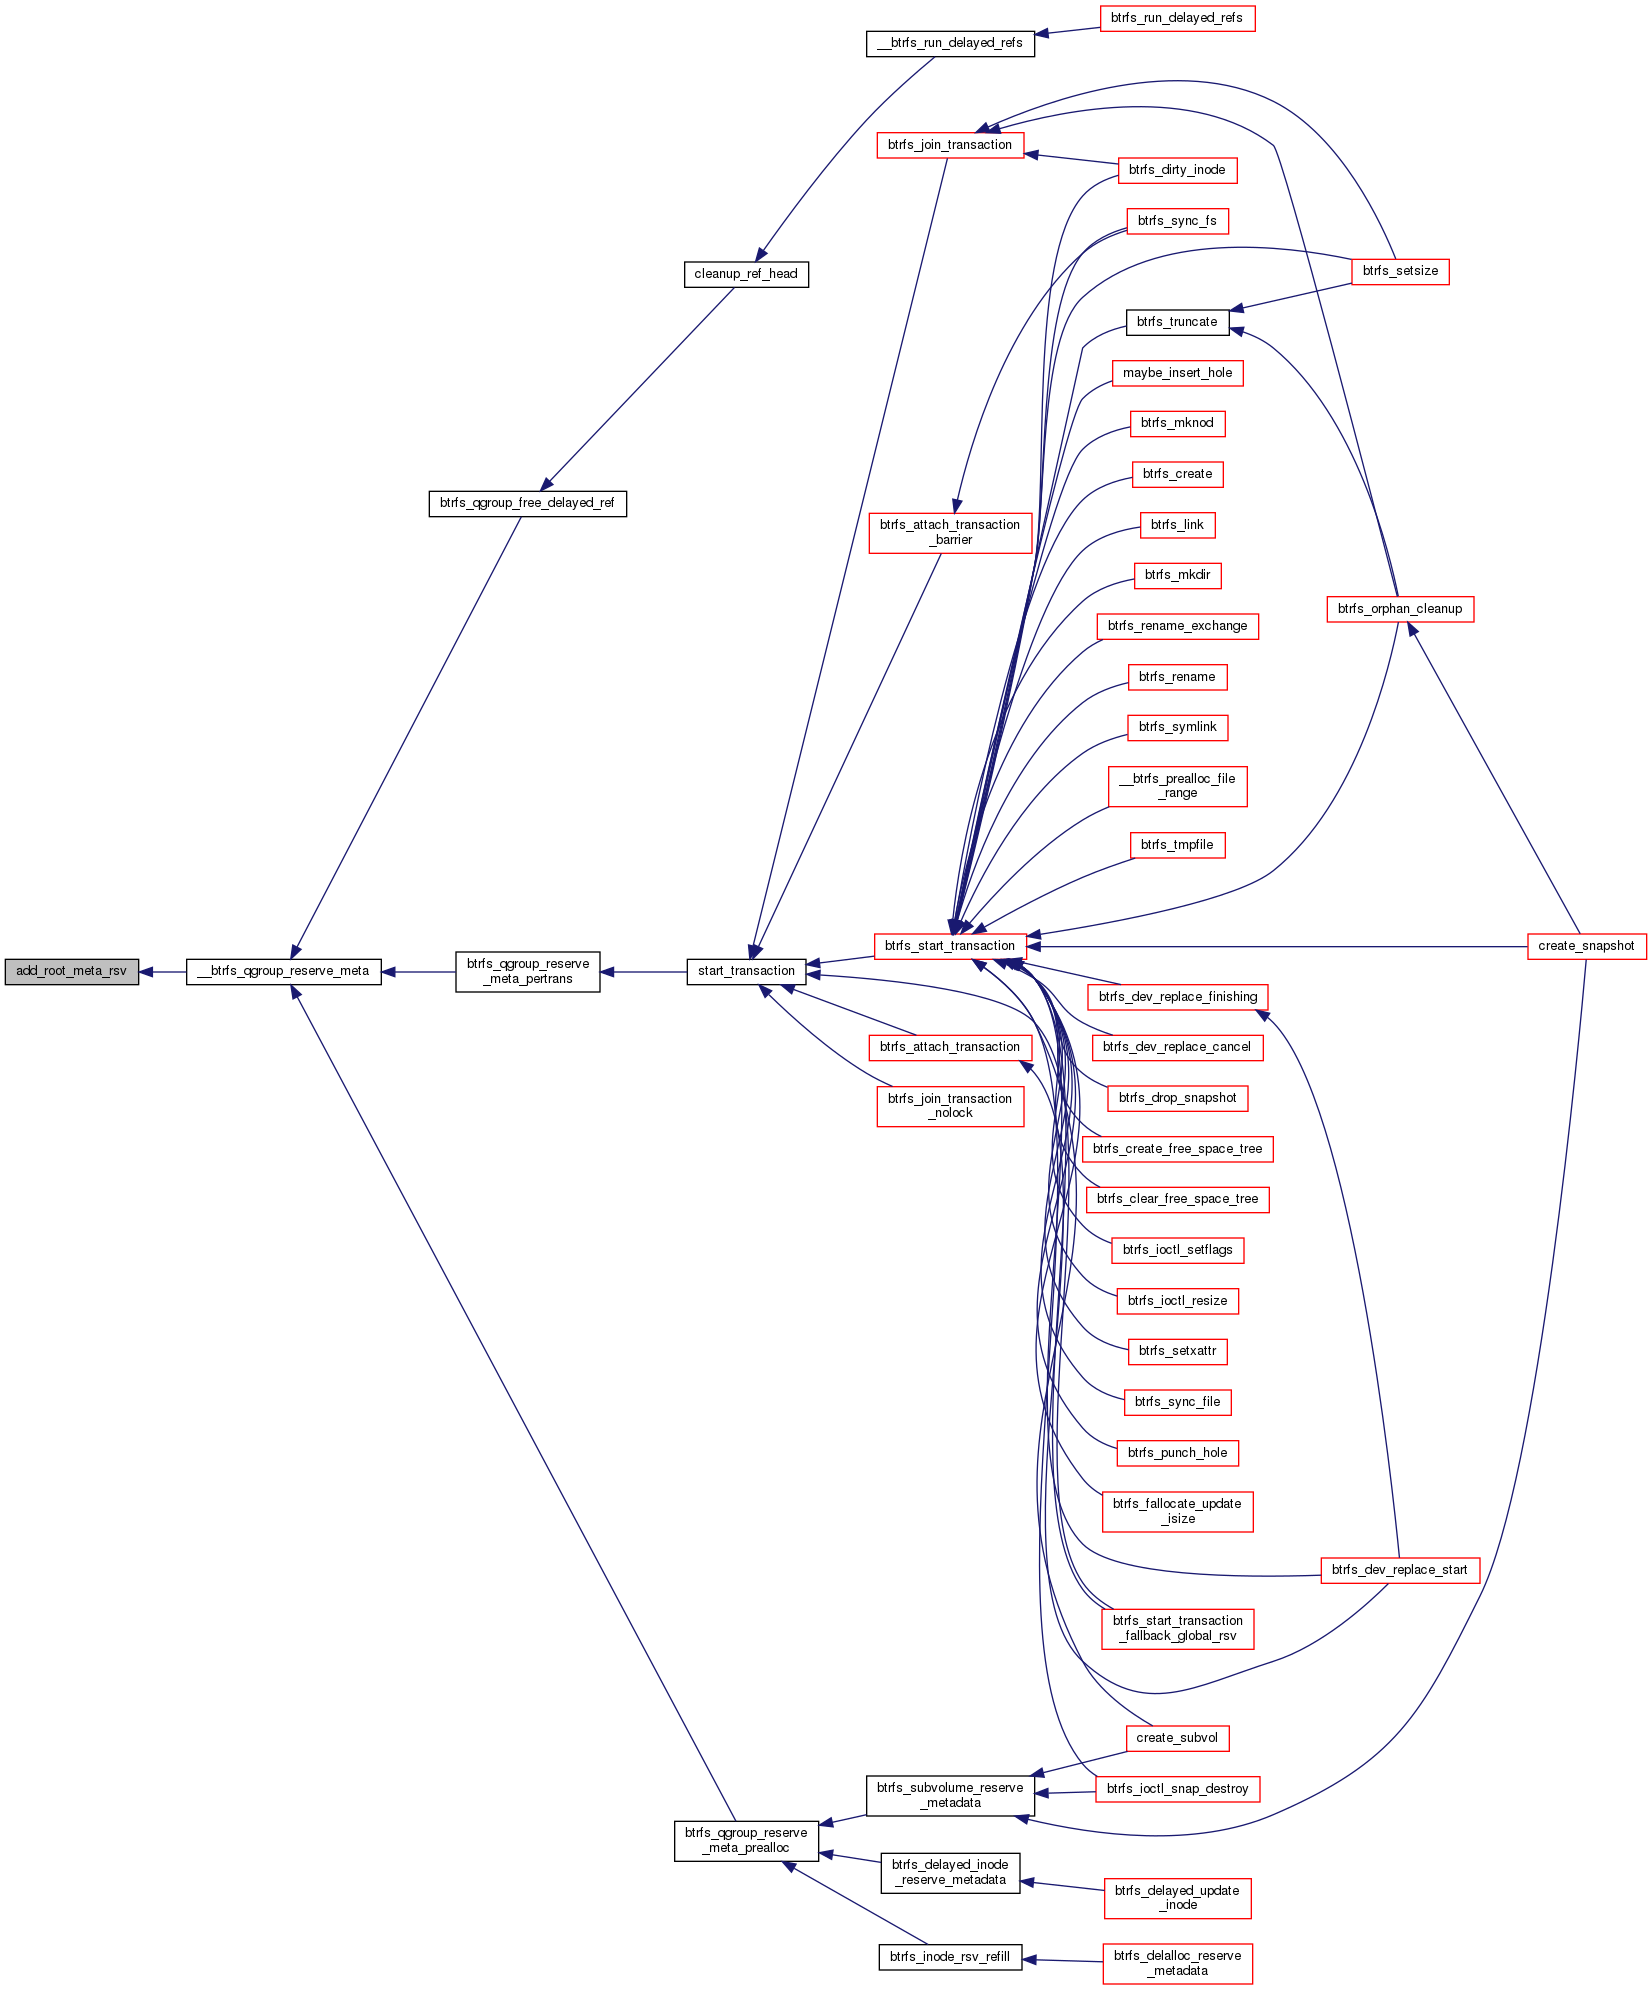 add_root_meta_rsv
__btrfs_qgroup_reserve_meta
btrfs_qgroup_free_delayed_ref
btrfs_qgroup_reserve
_meta_pertrans
cleanup_ref_head
start_transaction
btrfs_qgroup_reserve
_meta_prealloc
__btrfs_run_delayed_refs
btrfs_join_transaction
btrfs_attach_transaction
_barrier
btrfs_start_transaction
btrfs_attach_transaction
btrfs_join_transaction
_nolock
btrfs_subvolume_reserve
_metadata
btrfs_delayed_inode
_reserve_metadata
btrfs_inode_rsv_refill
btrfs_run_delayed_refs
btrfs_dirty_inode
btrfs_sync_fs
btrfs_truncate
maybe_insert_hole
btrfs_mknod
btrfs_create
btrfs_link
btrfs_mkdir
btrfs_rename_exchange
btrfs_rename
btrfs_symlink
__btrfs_prealloc_file
_range
btrfs_tmpfile
btrfs_dev_replace_finishing
btrfs_dev_replace_cancel
btrfs_drop_snapshot
btrfs_create_free_space_tree
btrfs_clear_free_space_tree
btrfs_ioctl_setflags
btrfs_ioctl_resize
btrfs_setxattr
btrfs_sync_file
btrfs_punch_hole
btrfs_fallocate_update
_isize
btrfs_start_transaction
_fallback_global_rsv
create_subvol
btrfs_ioctl_snap_destroy
btrfs_delayed_update
_inode
btrfs_delalloc_reserve
_metadata
btrfs_setsize
btrfs_orphan_cleanup
btrfs_dev_replace_start
create_snapshot